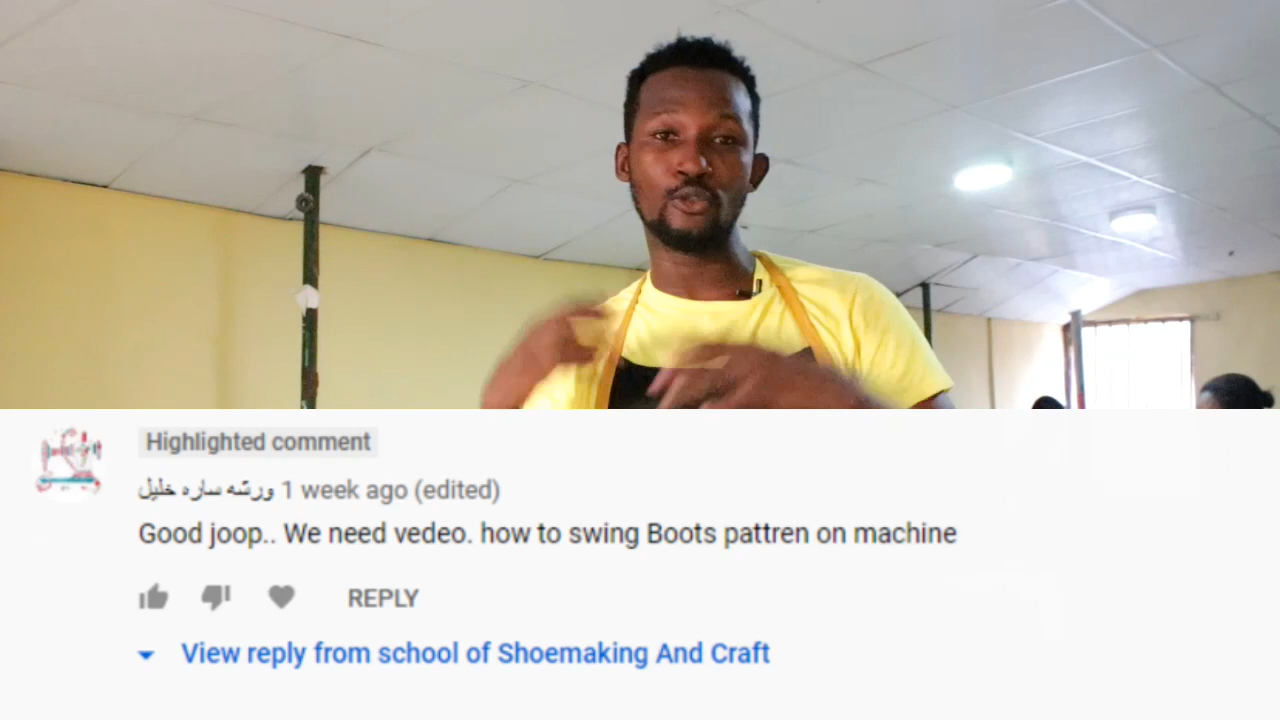 Highlighted comment
ورشه ساره خليل 1 week ago (edited)
Good joop.. We need vedeo. how to swing Boots pattren on machine
REPLY
View reply from school of Shoemaking And Craft